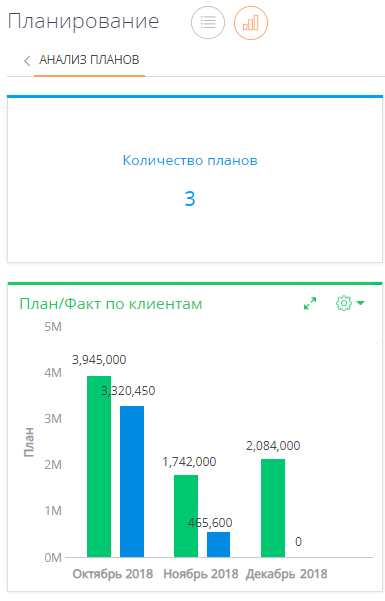 Планирование
АНАЛИЗ ПЛАНОВ
Количество планов
3
План/Факт по клиентам
5M
4M
3M
2M
1M
0M
План
3,945,000
3,320,450
1,742,000
465,600
2,084,000
0
Октябрь 2018 Ноябрь 2018 Декабрь 2018